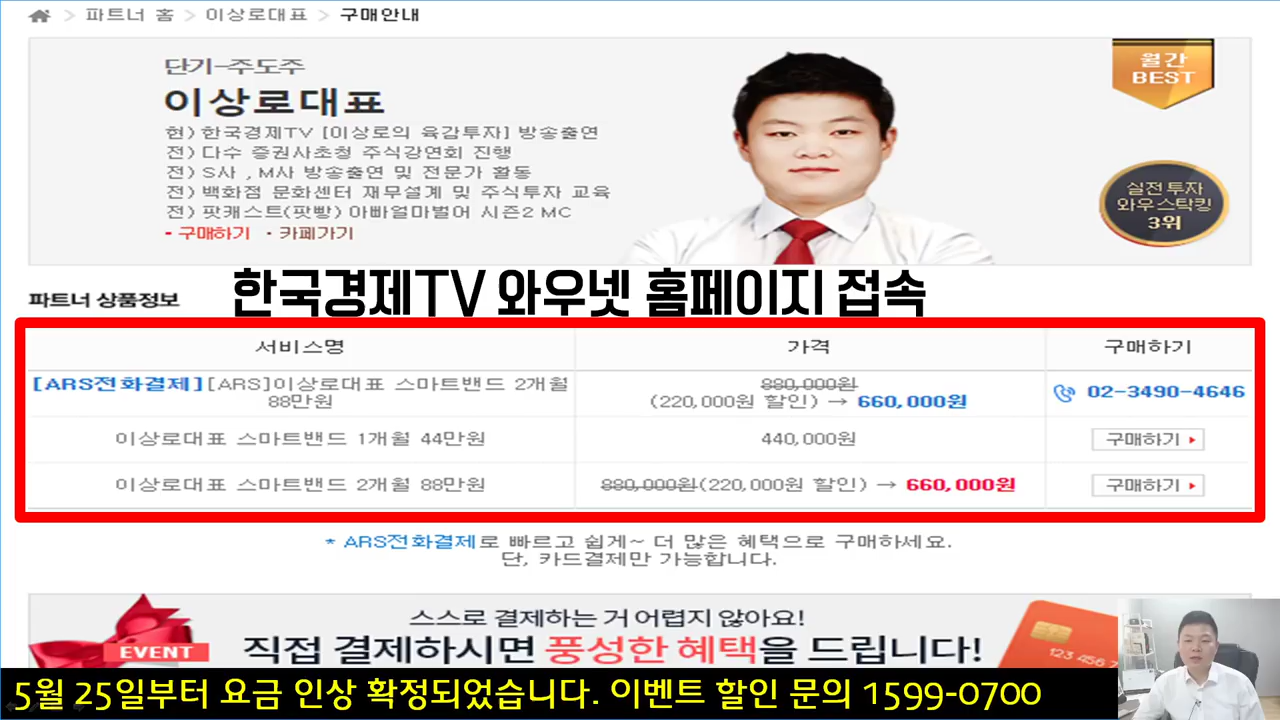 파트너 홈 > 이상로대표 > 구매안내
단기-주도주
이상로대표
현) 한국경제TV [이상로의 육감투자] 방송출연
전) 다수 증권사초청 주식강연회 진행
전) S사 , M사 방송출연 및 전문가 활동
전) 백화점 문화센터 재무설계 및 주식투자 교육
전) 팟캐스트(팟빵) 아빠얼마벌어 시즌2 MC
- 구매하기 · 카페가기
월간
BEST
실전투자
와우스탁킹
3위
한국경제TV 와우넷 홈페이지 접속
파트너 상품정보
서비스명 가격 구매하기
[ARS전화결제][ARS]이상로대표 스마트밴드 2개월
88만원
880,000원
(220,000원 할인) → 660,000원
02-3490-4646
이상로대표 스마트밴드 1개월 44만원 440,000원 구매하기
이상로대표 스마트밴드 2개월 88만원 880,000원(220,000원 할인) → 660,000원 구매하기
* ARS전화결제로 빠르고 쉽게~ 더 많은 혜택으로 구매하세요.
단, 카드결제만 가능합니다.
EVENT
스스로 결제하는 거 어렵지 않아요!
직접 결제하시면 풍성한 혜택을 드립니다!
123 456 7
5월 25일부터 요금 인상 확정되었습니다. 이벤트 할인 문의 1599-0700